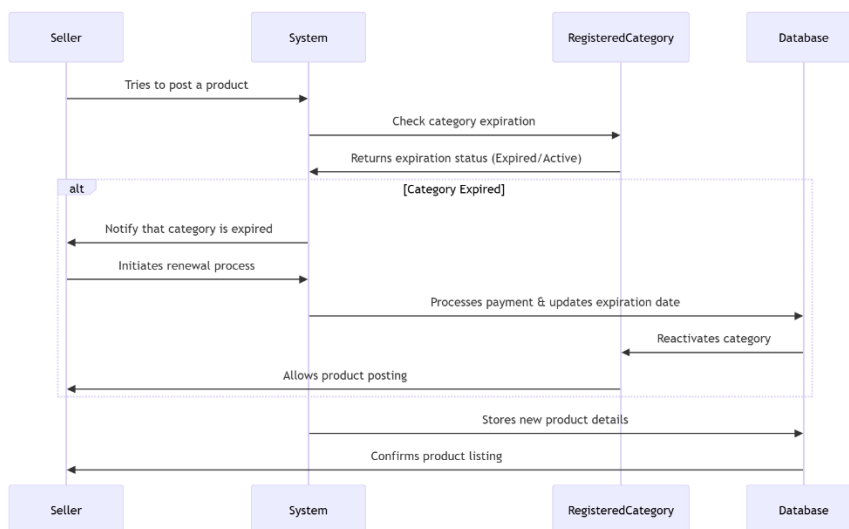 Seller
System
RegisteredCategory
Database
Tries to post a product
Check category expiration
Returns expiration status (Expired/Active)
alt
[Category Expired]
Notify that category is expired
Initiates renewal process
Processes payment & updates expiration date
Reactivates category
Allows product posting
Stores new product details
Confirms product listing
Seller
System
RegisteredCategory
Database